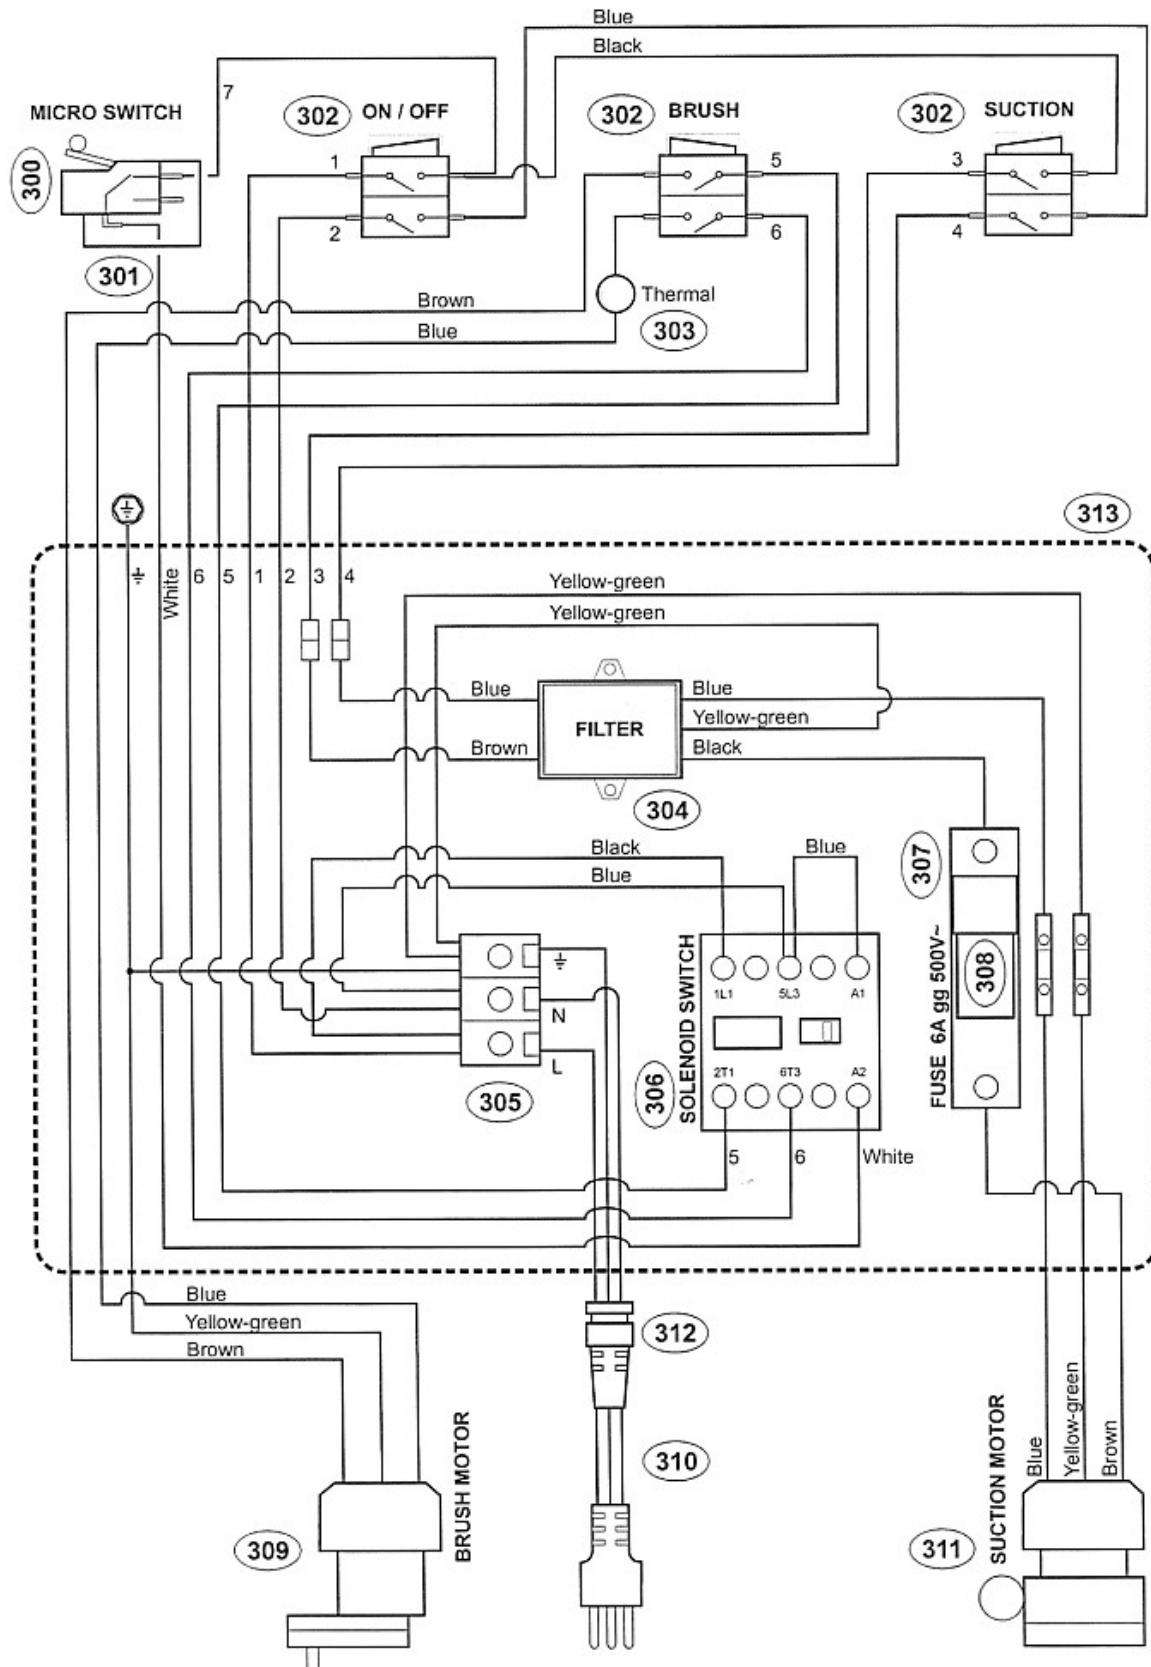 Blue
Black
7
MICRO SWITCH
302 ON / OFF
302 BRUSH
302 SUCTION
300
1
5
3
2
6
4
301
Brown
Thermal
Blue
303
313
White
6
5
1
2
3
4
Yellow-green
Yellow-green
Blue
Blue
FILTER
Yellow-green
Brown
Black
304
Black
Blue
Blue
307
FUSE 6A gg 500V~
308
SOLENOID SWITCH
306
1L1
5L3
A1
N
L
2T1
6T3
A2
305
5
6
White
Blue
Yellow-green
Brown
312
310
BRUSH MOTOR
309
Blue
Yellow-green
Brown
SUCTION MOTOR
311